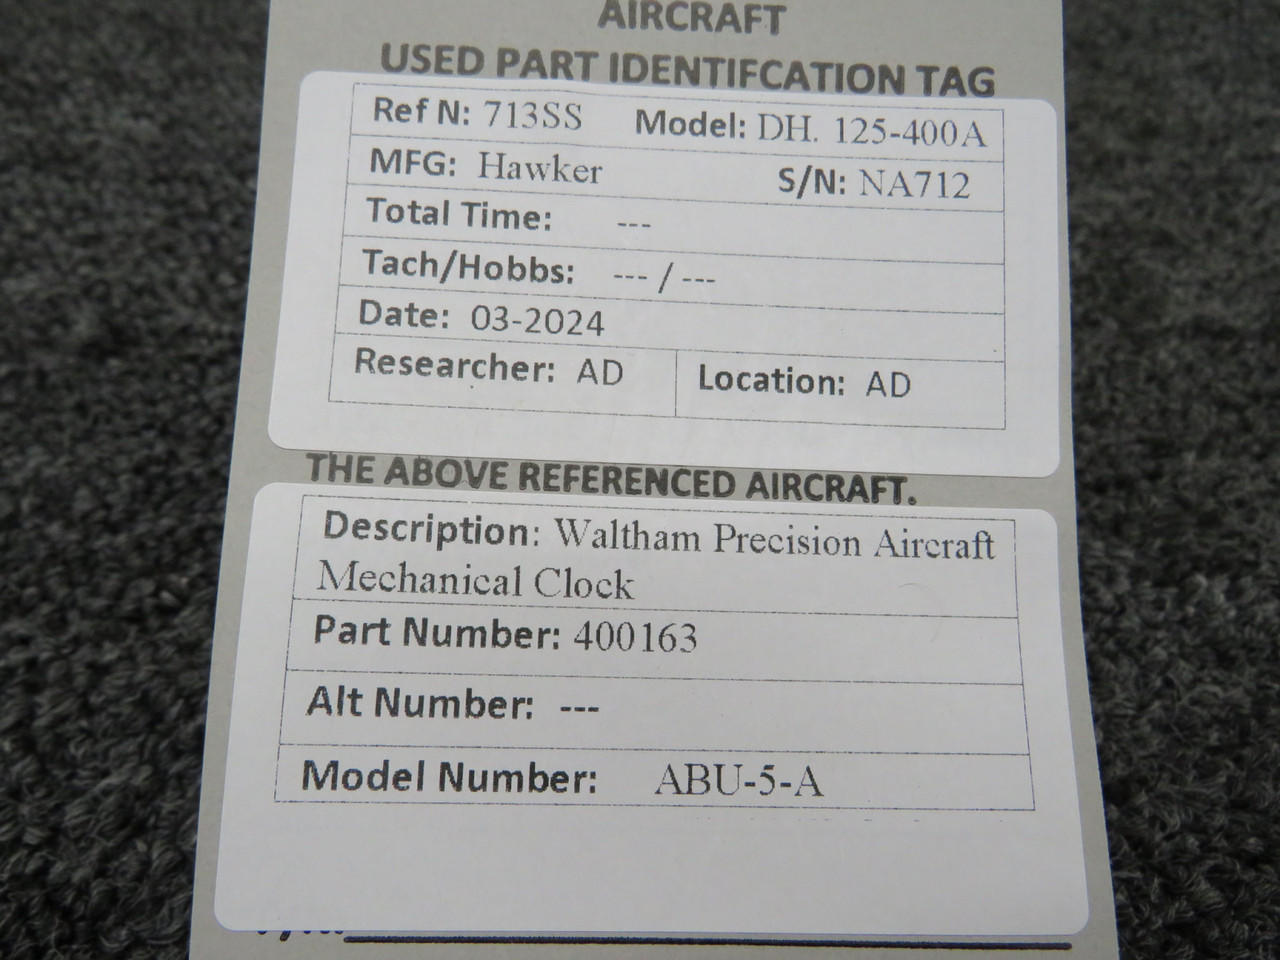 AIRCRAFT
USED PART IDENTIFCATION TAG
Ref N: 713SS Model: DH. 125-400A
MFG: Hawker S/N: NA712
Total Time: ---
Tach/Hobbs: --- / ---
Date: 03-2024
Researcher: AD Location: AD
THE ABOVE REFERENCED AIRCRAFT.
Description: Waltham Precision Aircraft
Mechanical Clock
Part Number: 400163
Alt Number: ---
Model Number: ABU-5-A